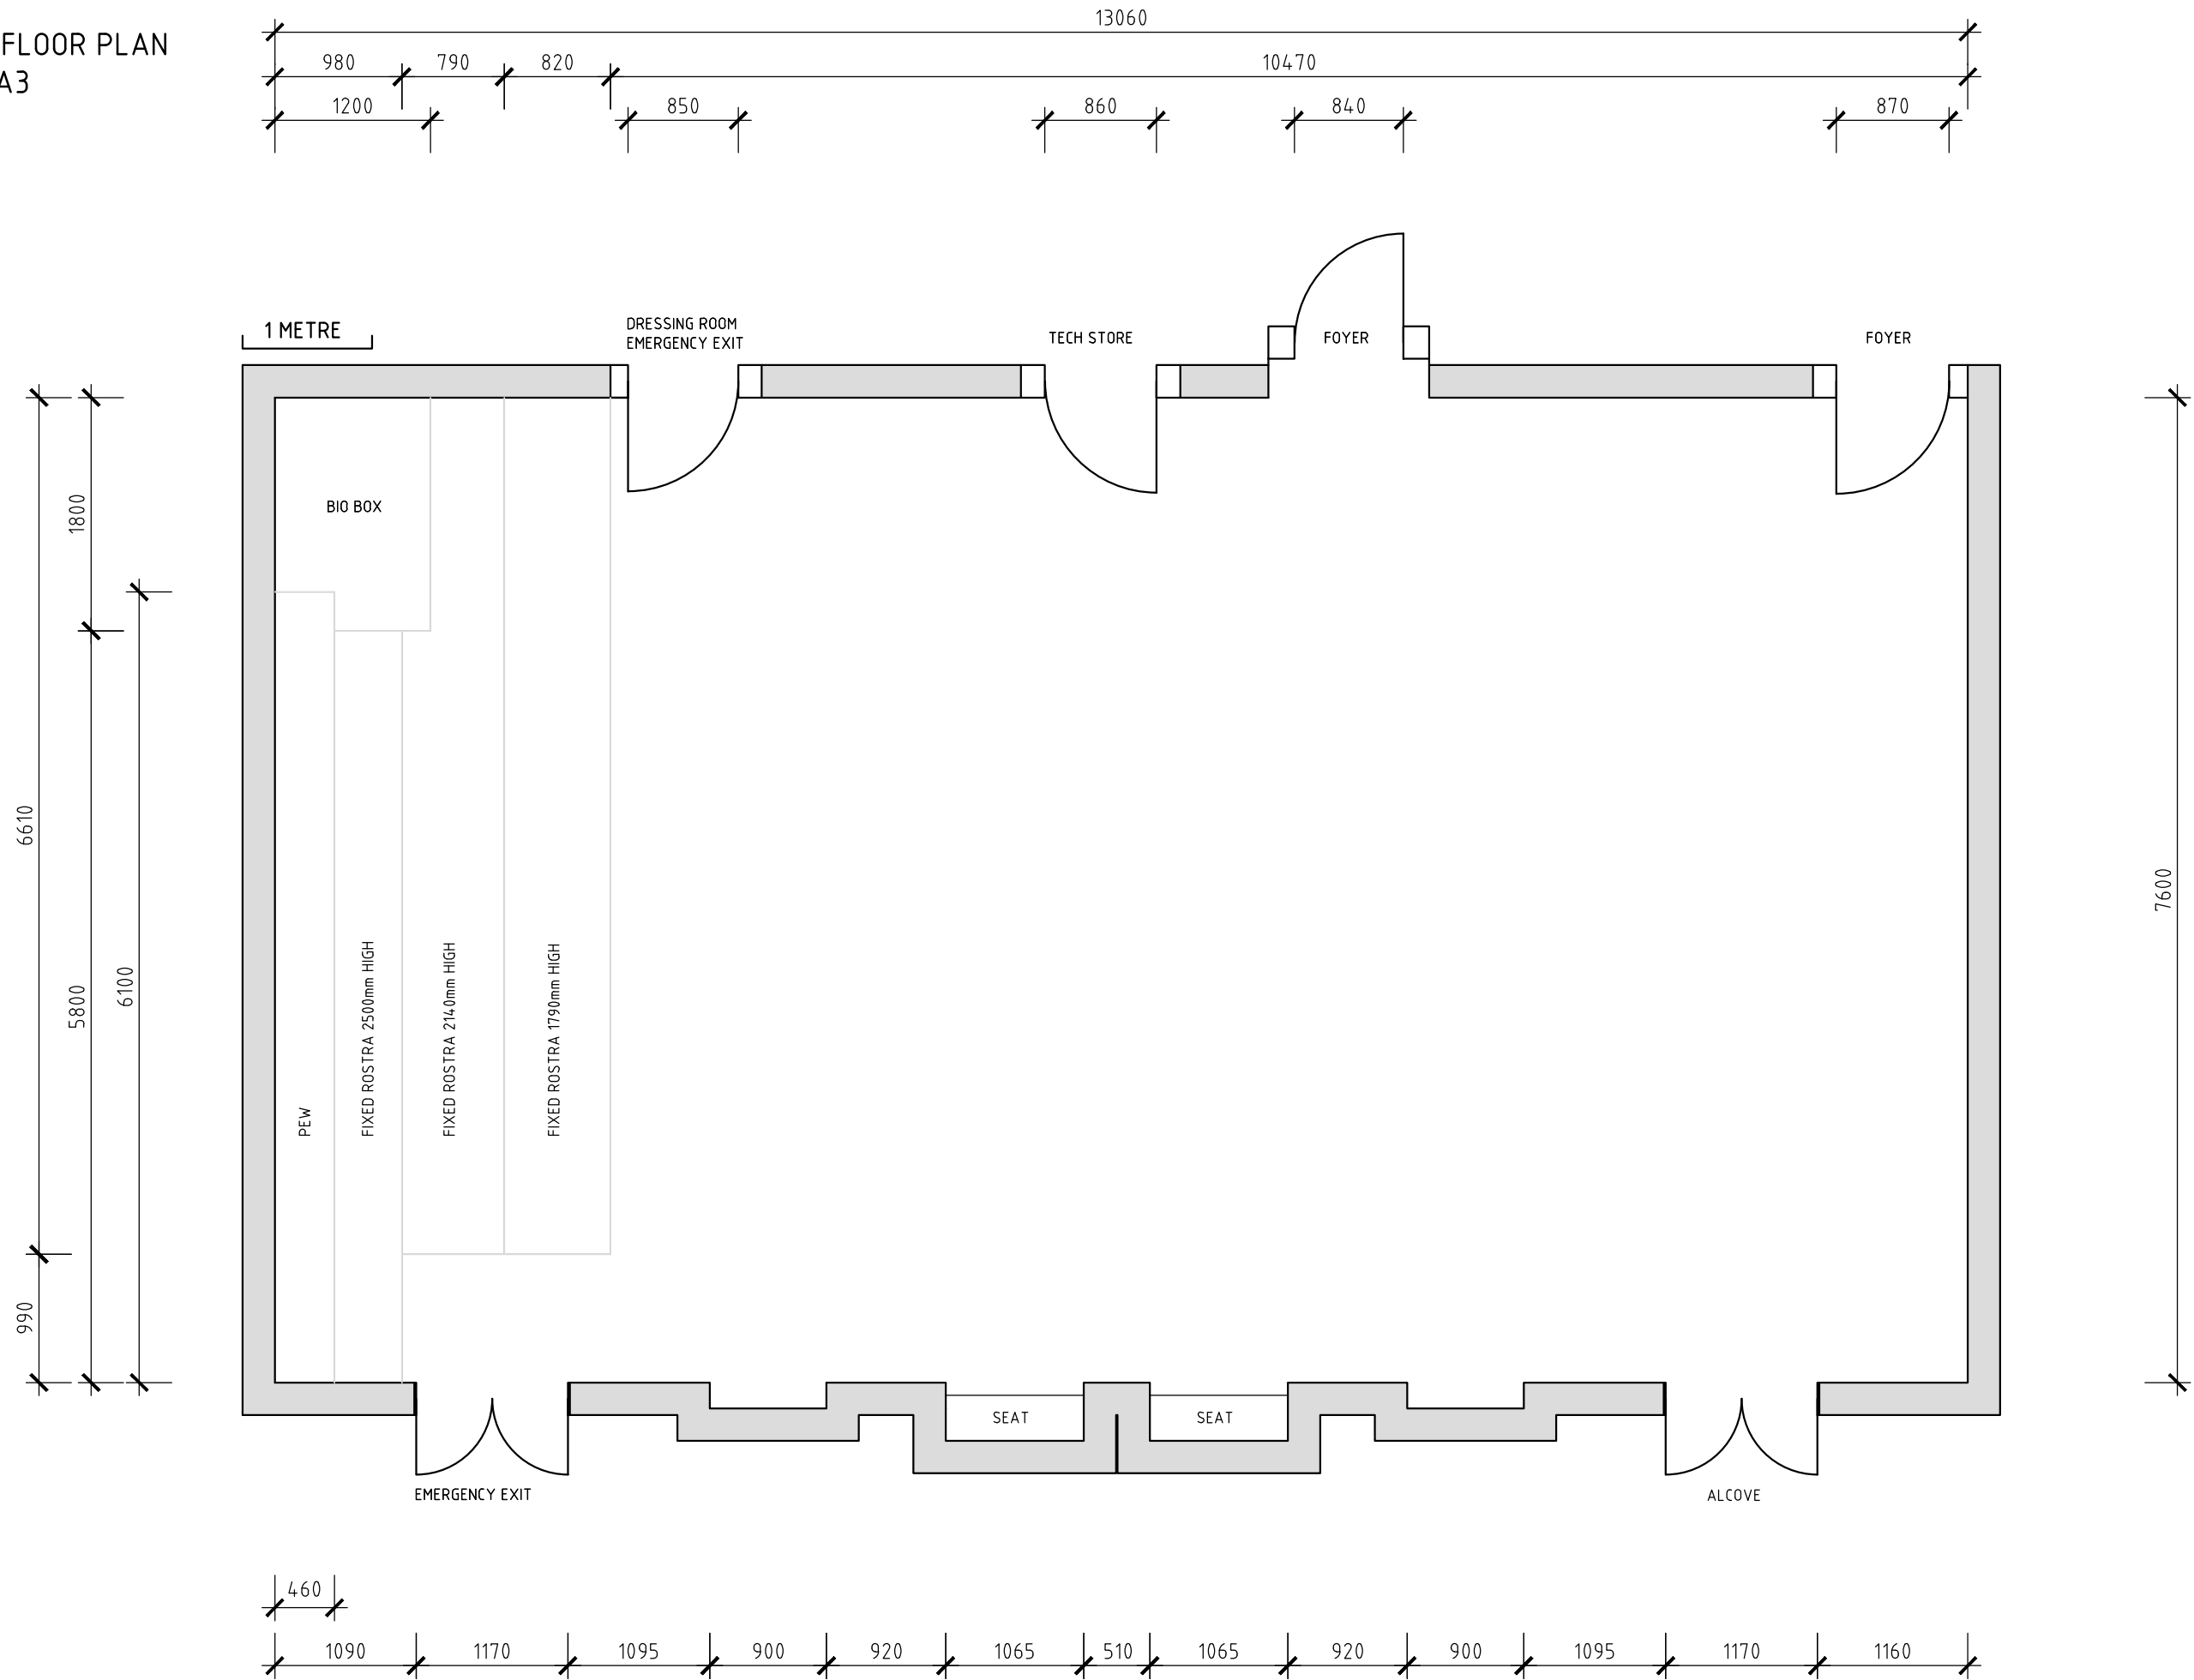 FLOOR PLAN
A3
13060
980 790 820 10470
1200 850 860 840 870
1 METRE
DRESSING ROOM
EMERGENCY EXIT
TECH STORE
FOYER
FOYER
BIO BOX
1800
6610
5800
6100
990
7600
PEW
FIXED ROSTRA 2500mm HIGH
FIXED ROSTRA 2140mm HIGH
FIXED ROSTRA 1790mm HIGH
SEAT
SEAT
EMERGENCY EXIT
ALCOVE
460
1090 1170 1095 900 920 1065 510 1065 920 900 1095 1170 1160